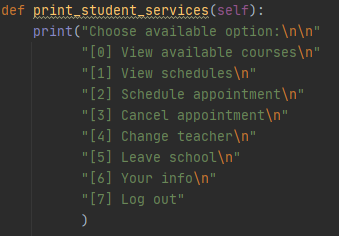 def print_student_services(self):
    print("Choose available option:\n\n"
          "[0] View available courses\n"
          "[1] View schedules\n"
          "[2] Schedule appointment\n"
          "[3] Cancel appointment\n"
          "[4] Change teacher\n"
          "[5] Leave school\n"
          "[6] Your info\n"
          "[7] Log out"
          )